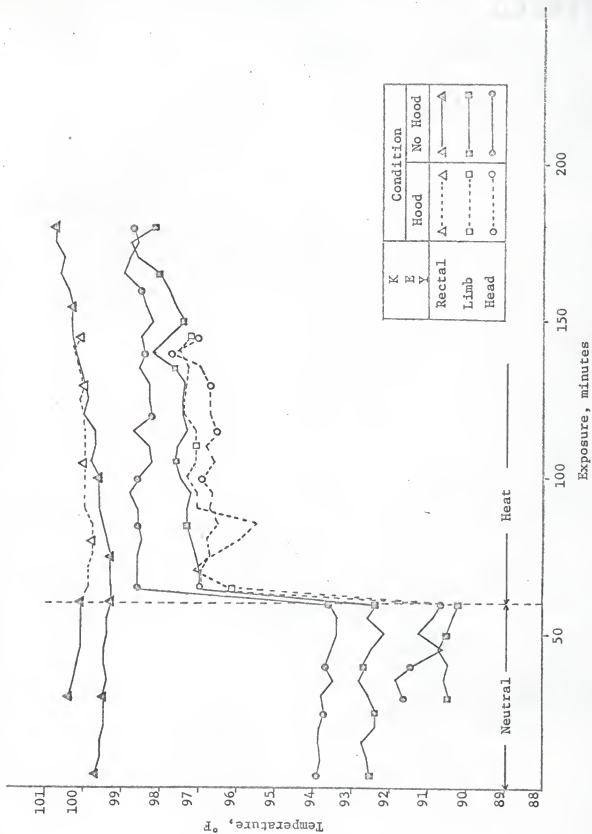 101
100
99
98
97
96
95
94
93
92
91
90
89
88
Temperature, °F
50
100
150
200
Exposure, minutes
Neutral
Heat
K E Y
Condition
Hood
No Hood
Rectal
Limb
Head